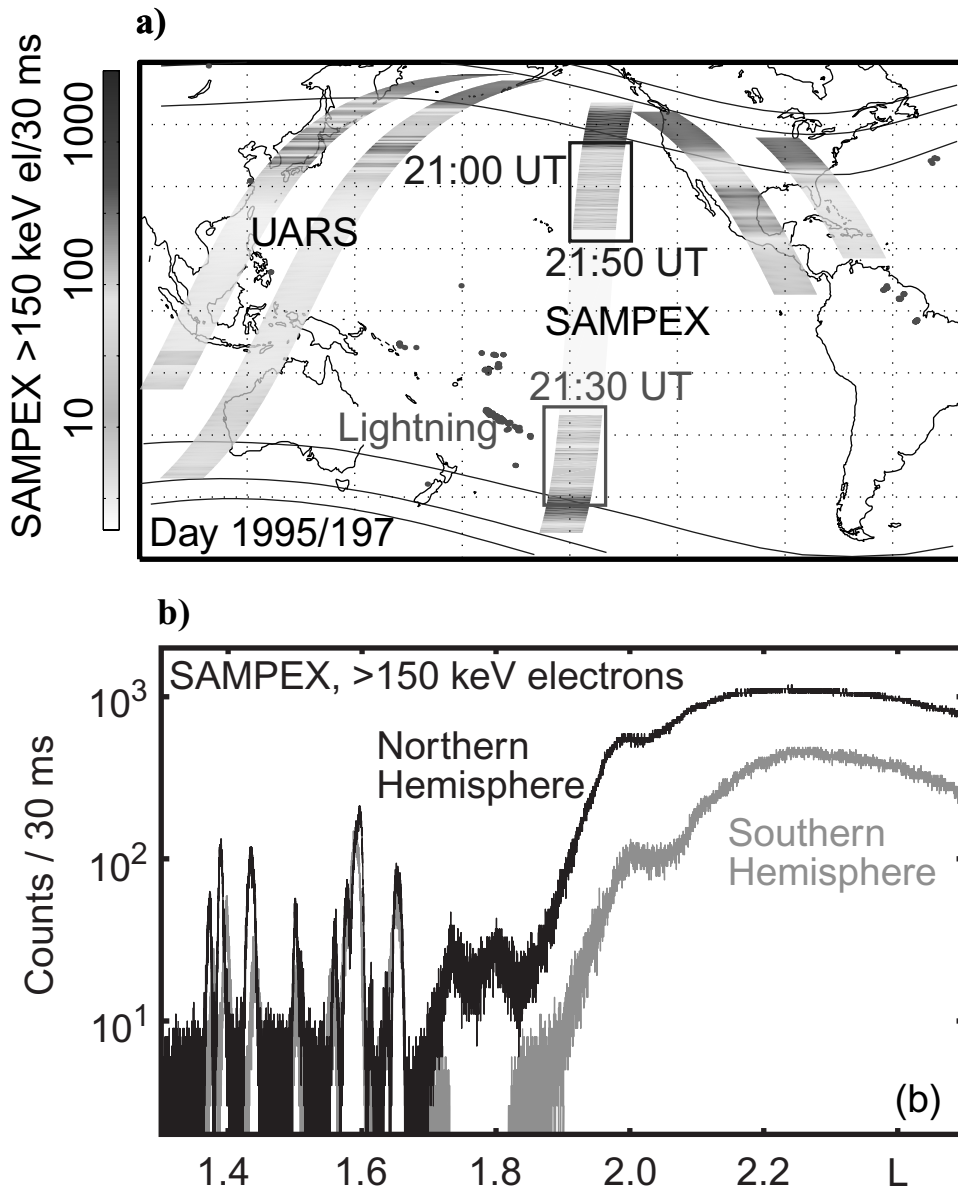 a)
SAMPEX >150 keV el/30 ms
1000
100
10
21:00 UT
UARS
21:50 UT
SAMPEX
21:30 UT
Lightning
Day 1995/197
b)
SAMPEX, >150 keV electrons
Northern
Hemisphere
Southern
Hemisphere
Counts / 30 ms
10³
10²
10¹
(b)
1.4 1.6 1.8 2.0 2.2 L